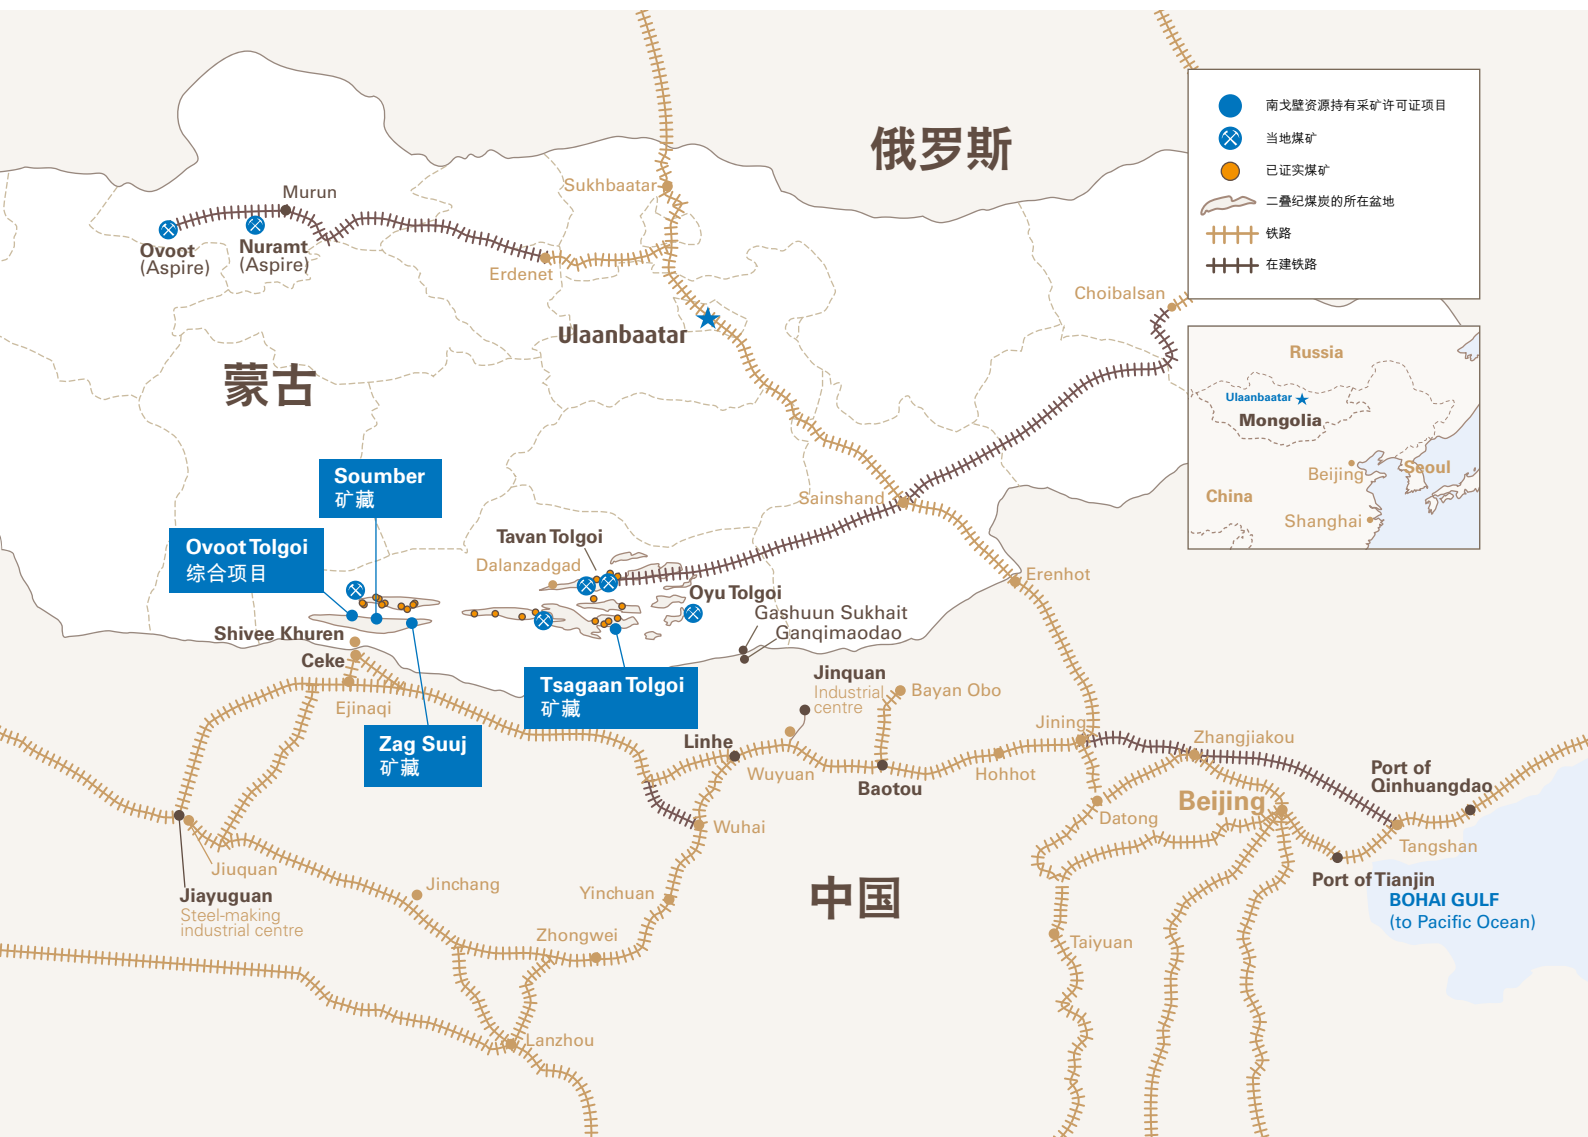 俄罗斯
南戈壁资源持有采矿许可证项目
当地煤矿
已证实煤矿
二叠纪煤炭的所在盆地
铁路
在建铁路
Sukhbaatar
Murun
Ovoot
(Aspire)
Nuramt
(Aspire)
Erdenet
Choibalsan
Ulaanbaatar
蒙古
Russia
Ulaanbaatar
Mongolia
Beijing
Seoul
China
Shanghai
Soumber
矿藏
Ovoot Tolgoi
综合项目
Sainshand
Tavan Tolgoi
Dalanzadgad
Oyu Tolgoi
Erenhot
Gashuun Sukhait
Ganqimaodao
Shivee Khuren
Ceke
Ejinaqi
Tsagaan Tolgoi
矿藏
Zag Suuj
矿藏
Jinquan
Industrial
centre
Bayan Obo
Linhe
Wuyuan
Baotou
Hohhot
Jining
Zhangjiakou
Port of
Qinhuangdao
Beijing
Datong
Tangshan
Wuhai
Jiuquan
Jiayuguan
Steel-making
industrial centre
Jinchang
Yinchuan
中国
Port of Tianjin
BOHAI GULF
(to Pacific Ocean)
Zhongwei
Taiyuan
Lanzhou